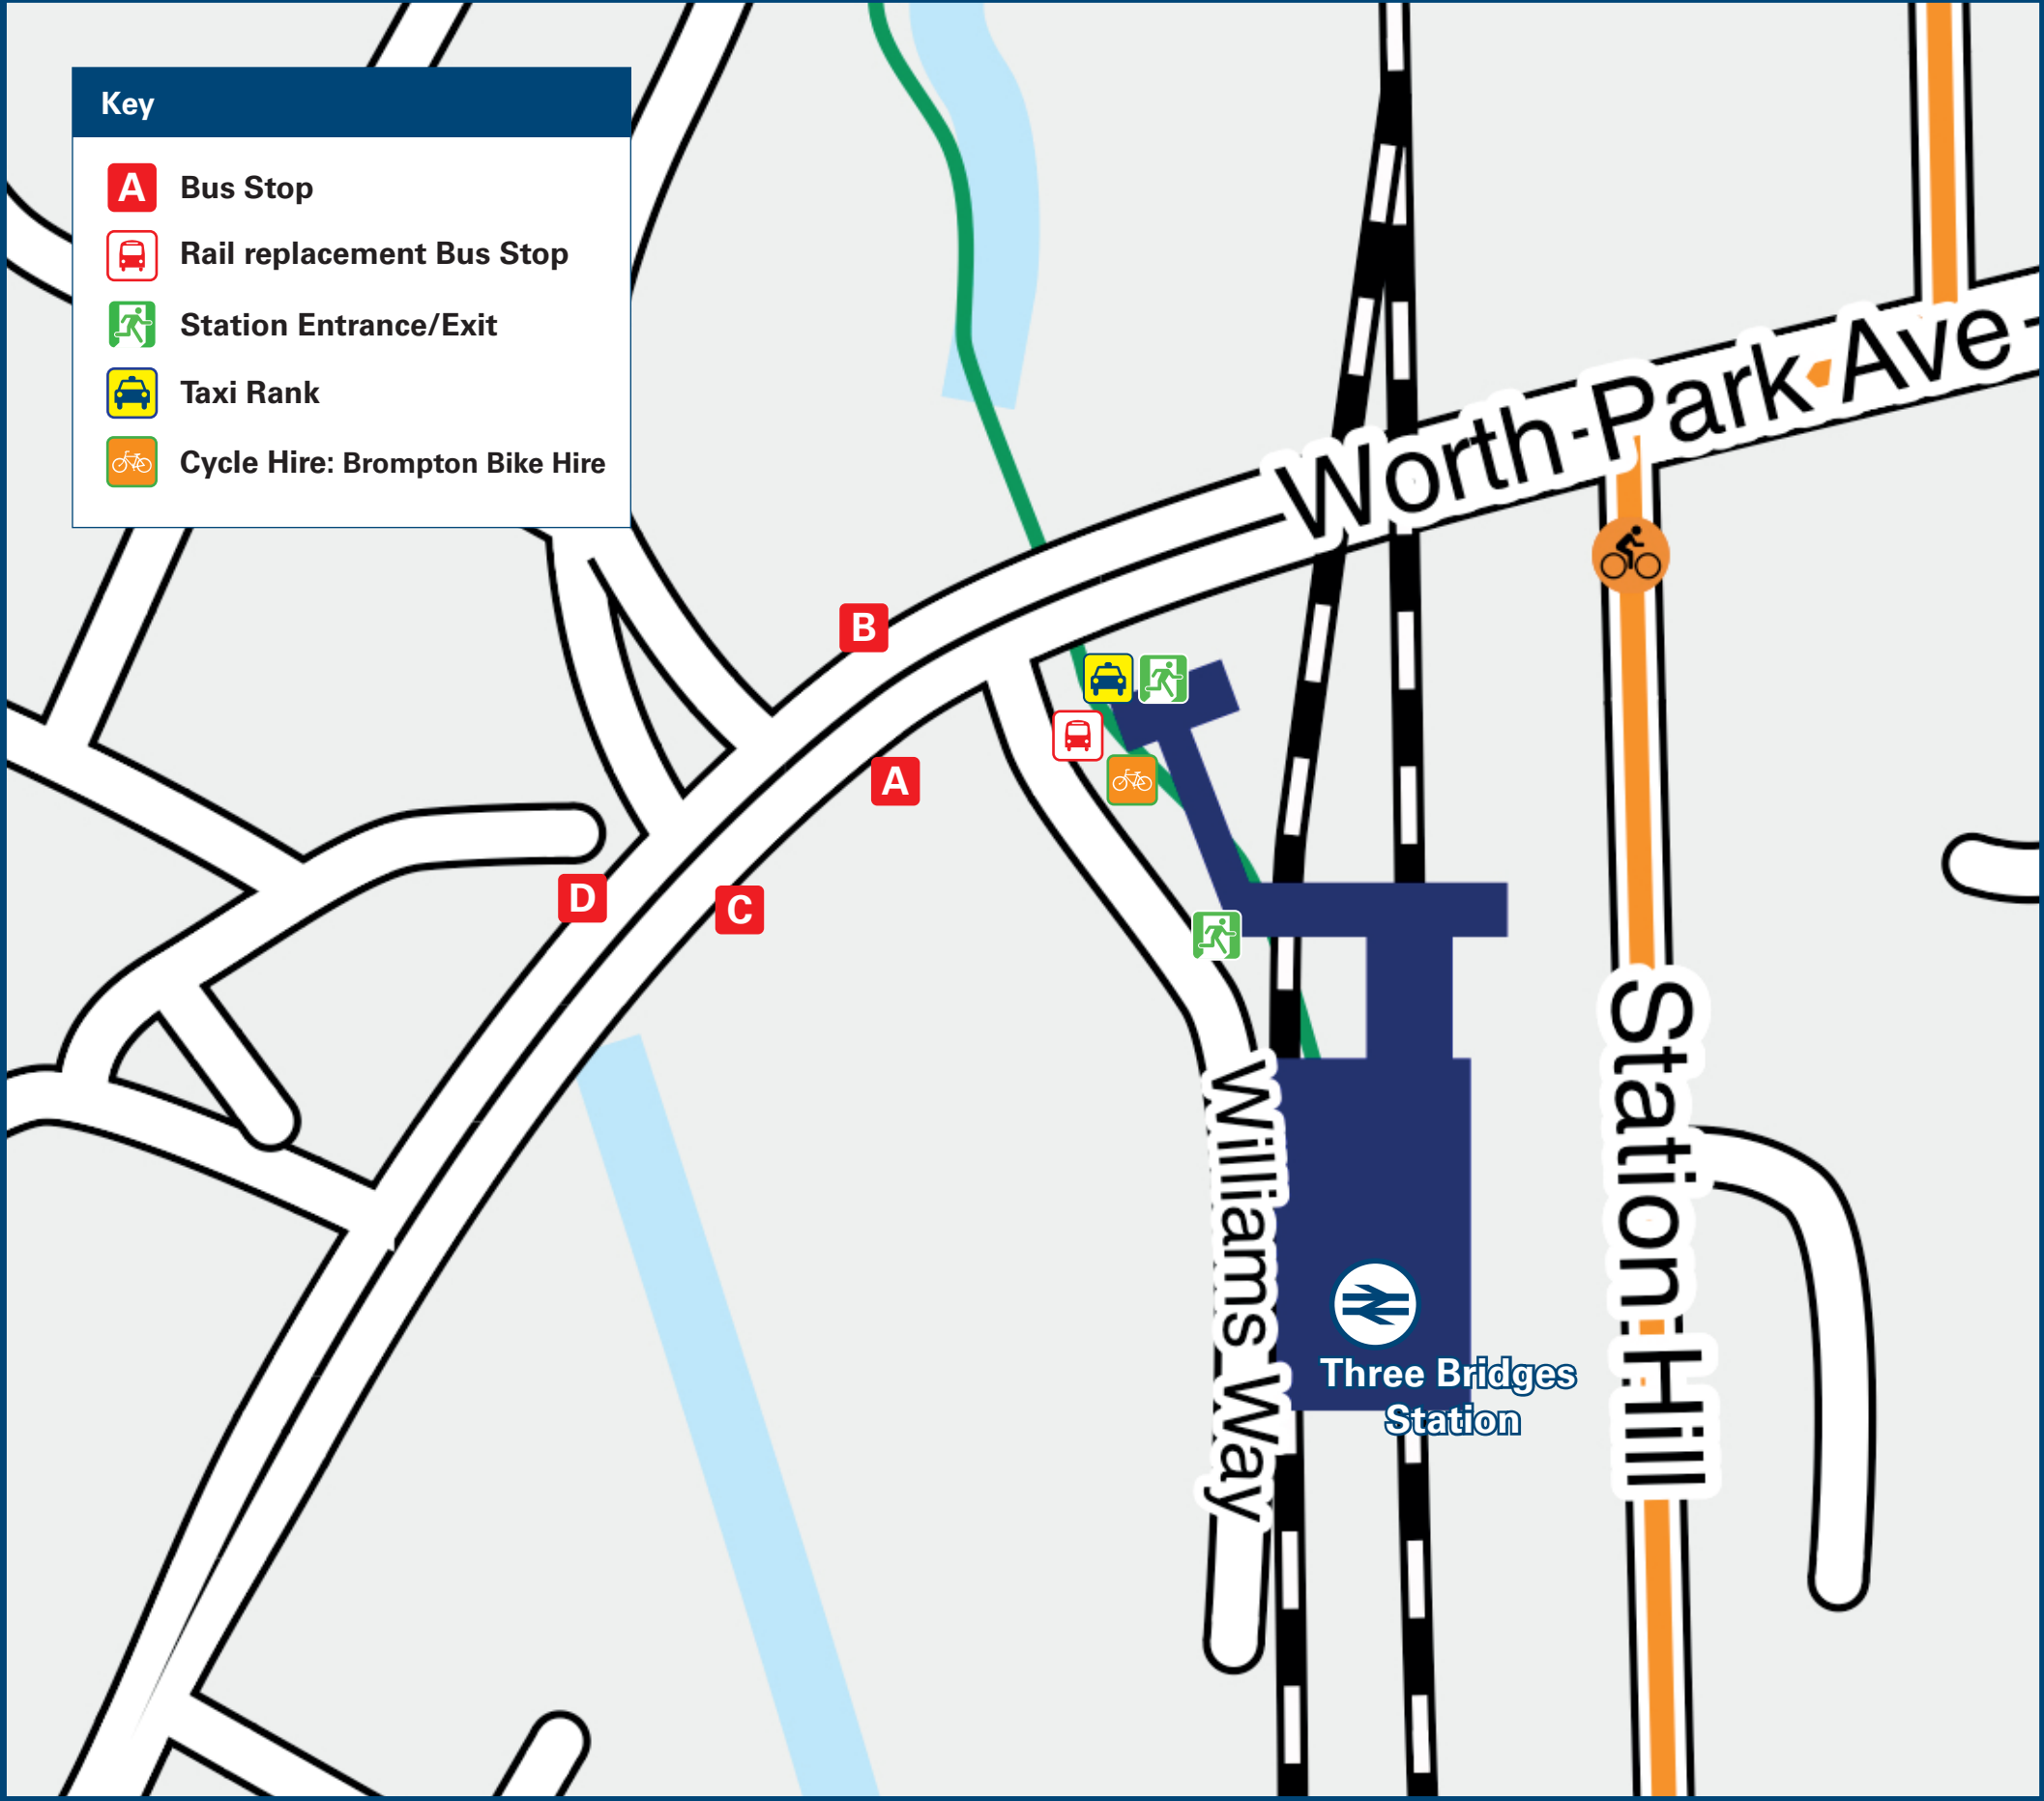 Key
A Bus Stop
Rail replacement Bus Stop
Station Entrance/Exit
Taxi Rank
Cycle Hire: Brompton Bike Hire
Worth Park Ave
B
A
D
C
Station Hill
Williams Way
Three Bridges
Station